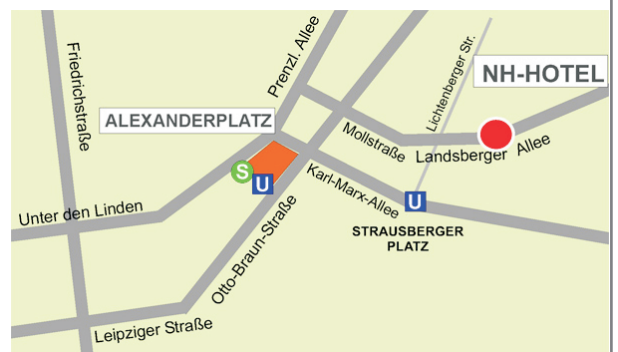 Friedrichstraße
Prenzl. Allee
Lichtenberger Str.
NH-HOTEL
ALEXANDERPLATZ
Mollstraße
Landsberger Allee
S
U
Karl-Marx-Allee
U
Unter den Linden
Otto-Braun-Straße
STRAUSBERGER
PLATZ
Leipziger Straße